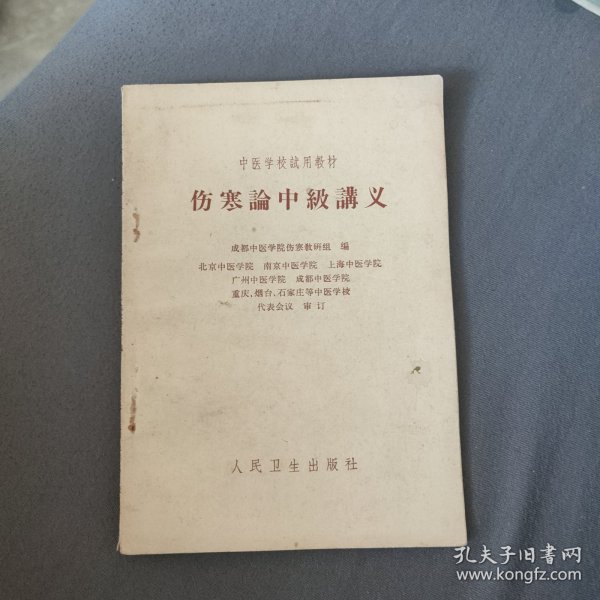 中医学校試用教材
伤寒論中級講义
成都中医学院伤寒教研組 編
北京中医学院 南京中医学院 上海中医学院
广州中医学院 成都中医学院
重庆、烟台、石家庄等中医学校
代表会议 审订
人民卫生出版社
孔夫子旧书网
www.kongfz.com